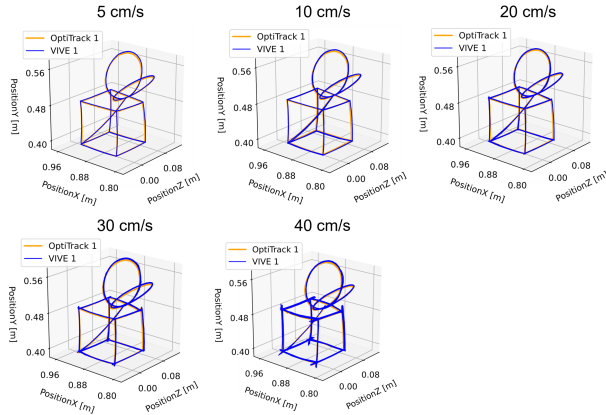 5 cm/s
10 cm/s
20 cm/s
OptiTrack 1
VIVE 1
PositionY [m]
0.56
0.48
0.40
0.96
0.88
0.80
PositionX [m]
0.00
0.08
PositionZ [m]
OptiTrack 1
VIVE 1
PositionY [m]
0.56
0.48
0.40
0.96
0.88
0.80
PositionX [m]
0.00
0.08
PositionZ [m]
OptiTrack 1
VIVE 1
PositionY [m]
0.56
0.48
0.40
0.96
0.88
0.80
PositionX [m]
0.00
0.08
PositionZ [m]
30 cm/s
40 cm/s
OptiTrack 1
VIVE 1
PositionY [m]
0.56
0.48
0.40
0.96
0.88
0.80
PositionX [m]
0.00
0.08
PositionZ [m]
OptiTrack 1
VIVE 1
PositionY [m]
0.56
0.48
0.40
0.96
0.88
0.80
PositionX [m]
0.00
0.08
PositionZ [m]